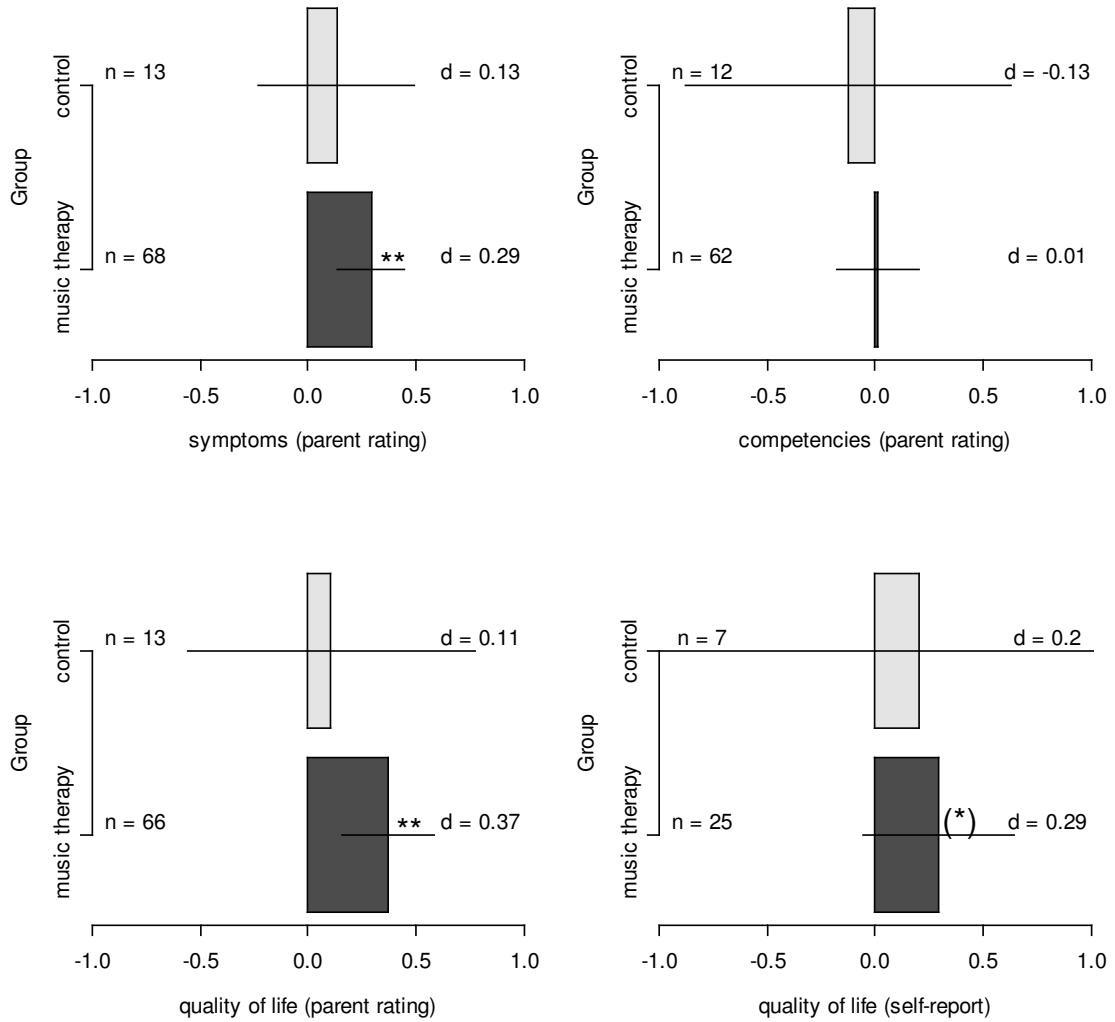 control
n = 13
d = 0.13
Group
music therapy
n = 68
**
d = 0.29
-1.0 -0.5 0.0 0.5 1.0
symptoms (parent rating)
control
n = 12
d = -0.13
Group
music therapy
n = 62
d = 0.01
-1.0 -0.5 0.0 0.5 1.0
competencies (parent rating)
control
n = 13
d = 0.11
Group
music therapy
n = 66
**
d = 0.37
-1.0 -0.5 0.0 0.5 1.0
quality of life (parent rating)
control
n = 7
d = 0.2
Group
music therapy
n = 25
(*)
d = 0.29
-1.0 -0.5 0.0 0.5 1.0
quality of life (self-report)